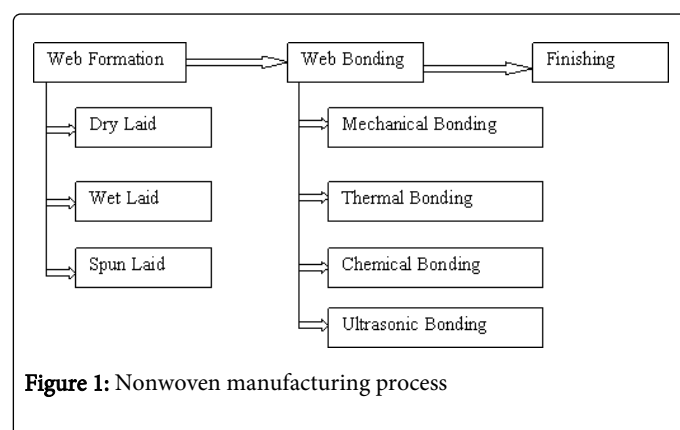 Web Formation
Web Bonding
Finishing
Dry Laid
Mechanical Bonding
Wet Laid
Thermal Bonding
Spun Laid
Chemical Bonding
Ultrasonic Bonding
Figure 1: Nonwoven manufacturing process